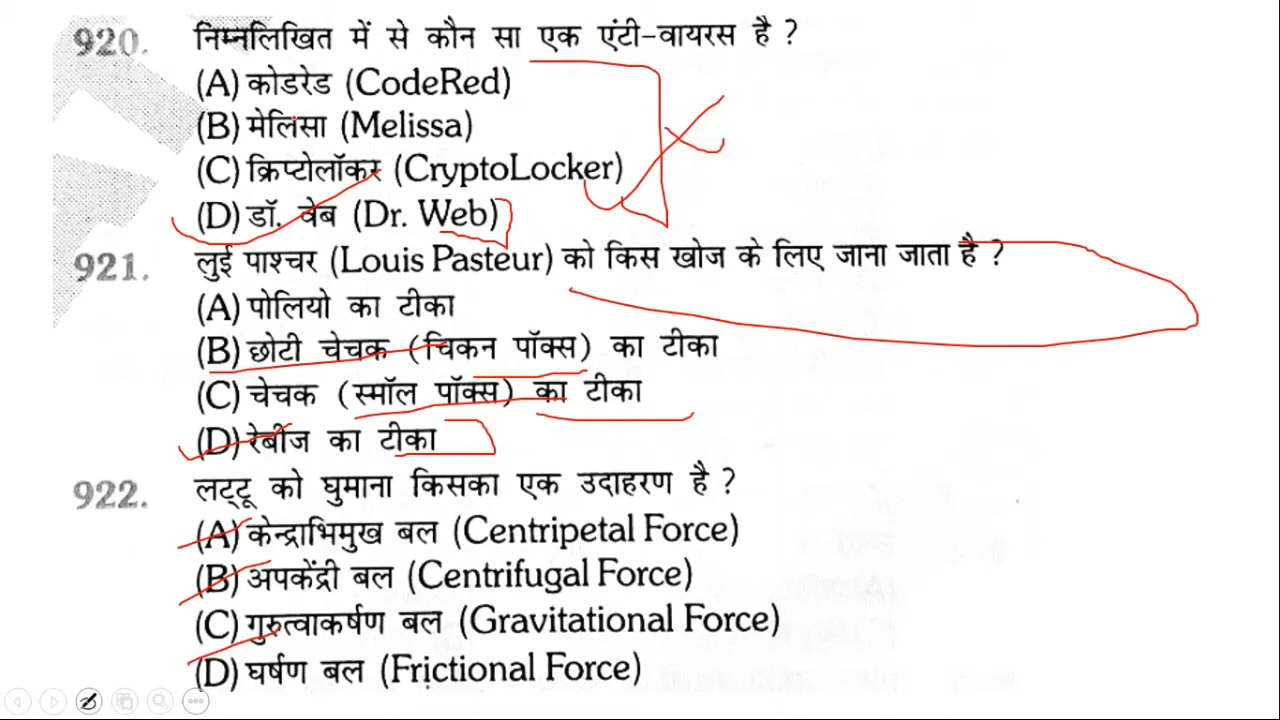 920. निम्नलिखित में से कौन सा एक एंटी-वायरस है ?
(A) कोडरेड (CodeRed)
(B) मेलिसा (Melissa)
(C) क्रिप्टोलॉकर (CryptoLocker)
(D) डॉ. वेब (Dr. Web)
921. लुई पाश्चर (Louis Pasteur) को किस खोज के लिए जाना जाता है ?
(A) पोलियो का टीका
(B) छोटी चेचक (चिकन पॉक्स) का टीका
(C) चेचक (स्मॉल पॉक्स) का टीका
(D) रेबीज का टीका
922. लट्टू को घुमाना किसका एक उदाहरण है ?
(A) केन्द्राभिमुख बल (Centripetal Force)
(B) अपकेंद्री बल (Centrifugal Force)
(C) गुरुत्वाकर्षण बल (Gravitational Force)
(D) घर्षण बल (Frictional Force)